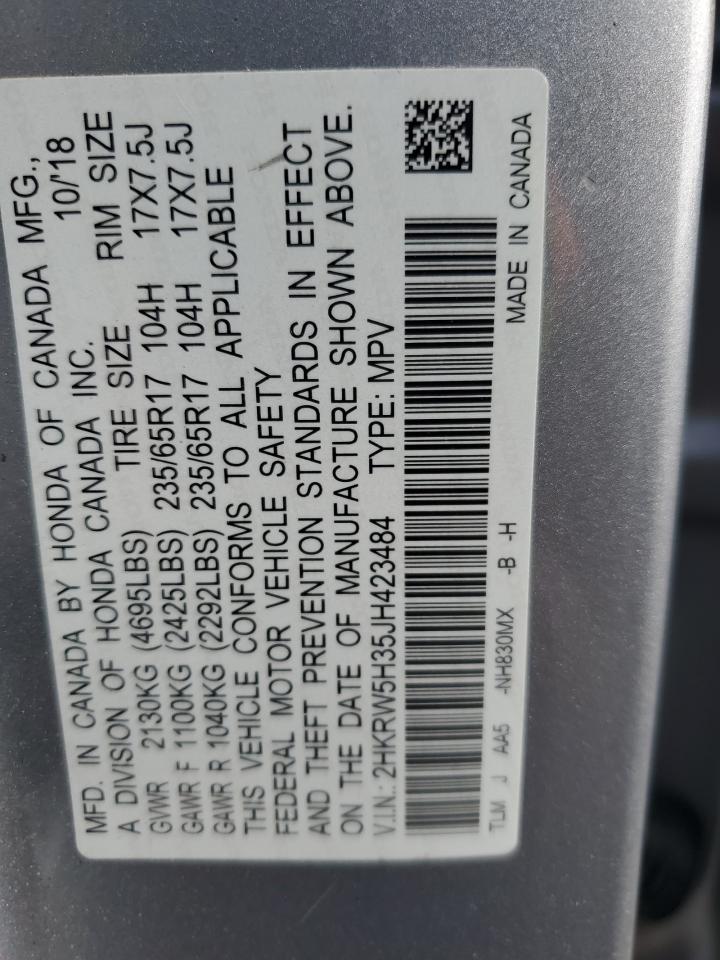 MFD. IN CANADA BY HONDA OF CANADA MFG.,
A DIVISION OF HONDA CANADA INC. 10/'18
GVWR 2130KG (4695LBS) TIRE SIZE RIM SIZE
GAWR F 1100KG (2425LBS) 235/65R17 104H 17X7.5J
GAWR R 1040KG (2292LBS) 235/65R17 104H 17X7.5J
THIS VEHICLE CONFORMS TO ALL APPLICABLE
FEDERAL MOTOR VEHICLE SAFETY
AND THEFT PREVENTION STANDARDS IN EFFECT
ON THE DATE OF MANUFACTURE SHOWN ABOVE.
V.I.N.: 2HKRW5H35JH423484 TYPE: MPV
TLM J AA5 -NH830MX -B -H MADE IN CANADA